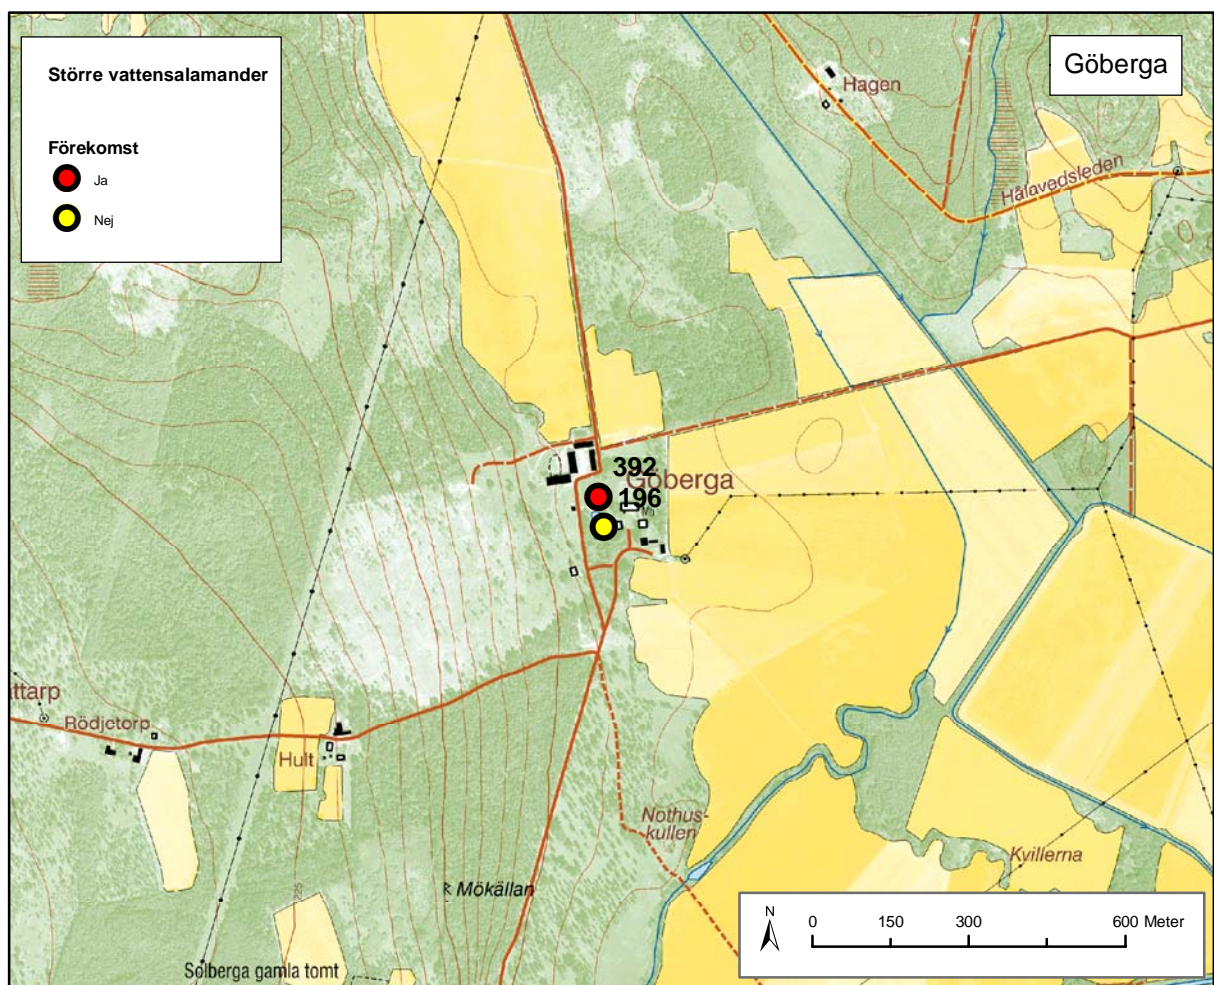 Större vattensalamander
Förekomst
Ja
Nej
Göberga
Hagen
Hålavedsleden
392
Göberga
196
ttarp
Rödjetorp
Hult
Nothus-
kullen
Kvillerna
R Mökällan
Solberga gamla tomt
N
0 150 300 600 Meter